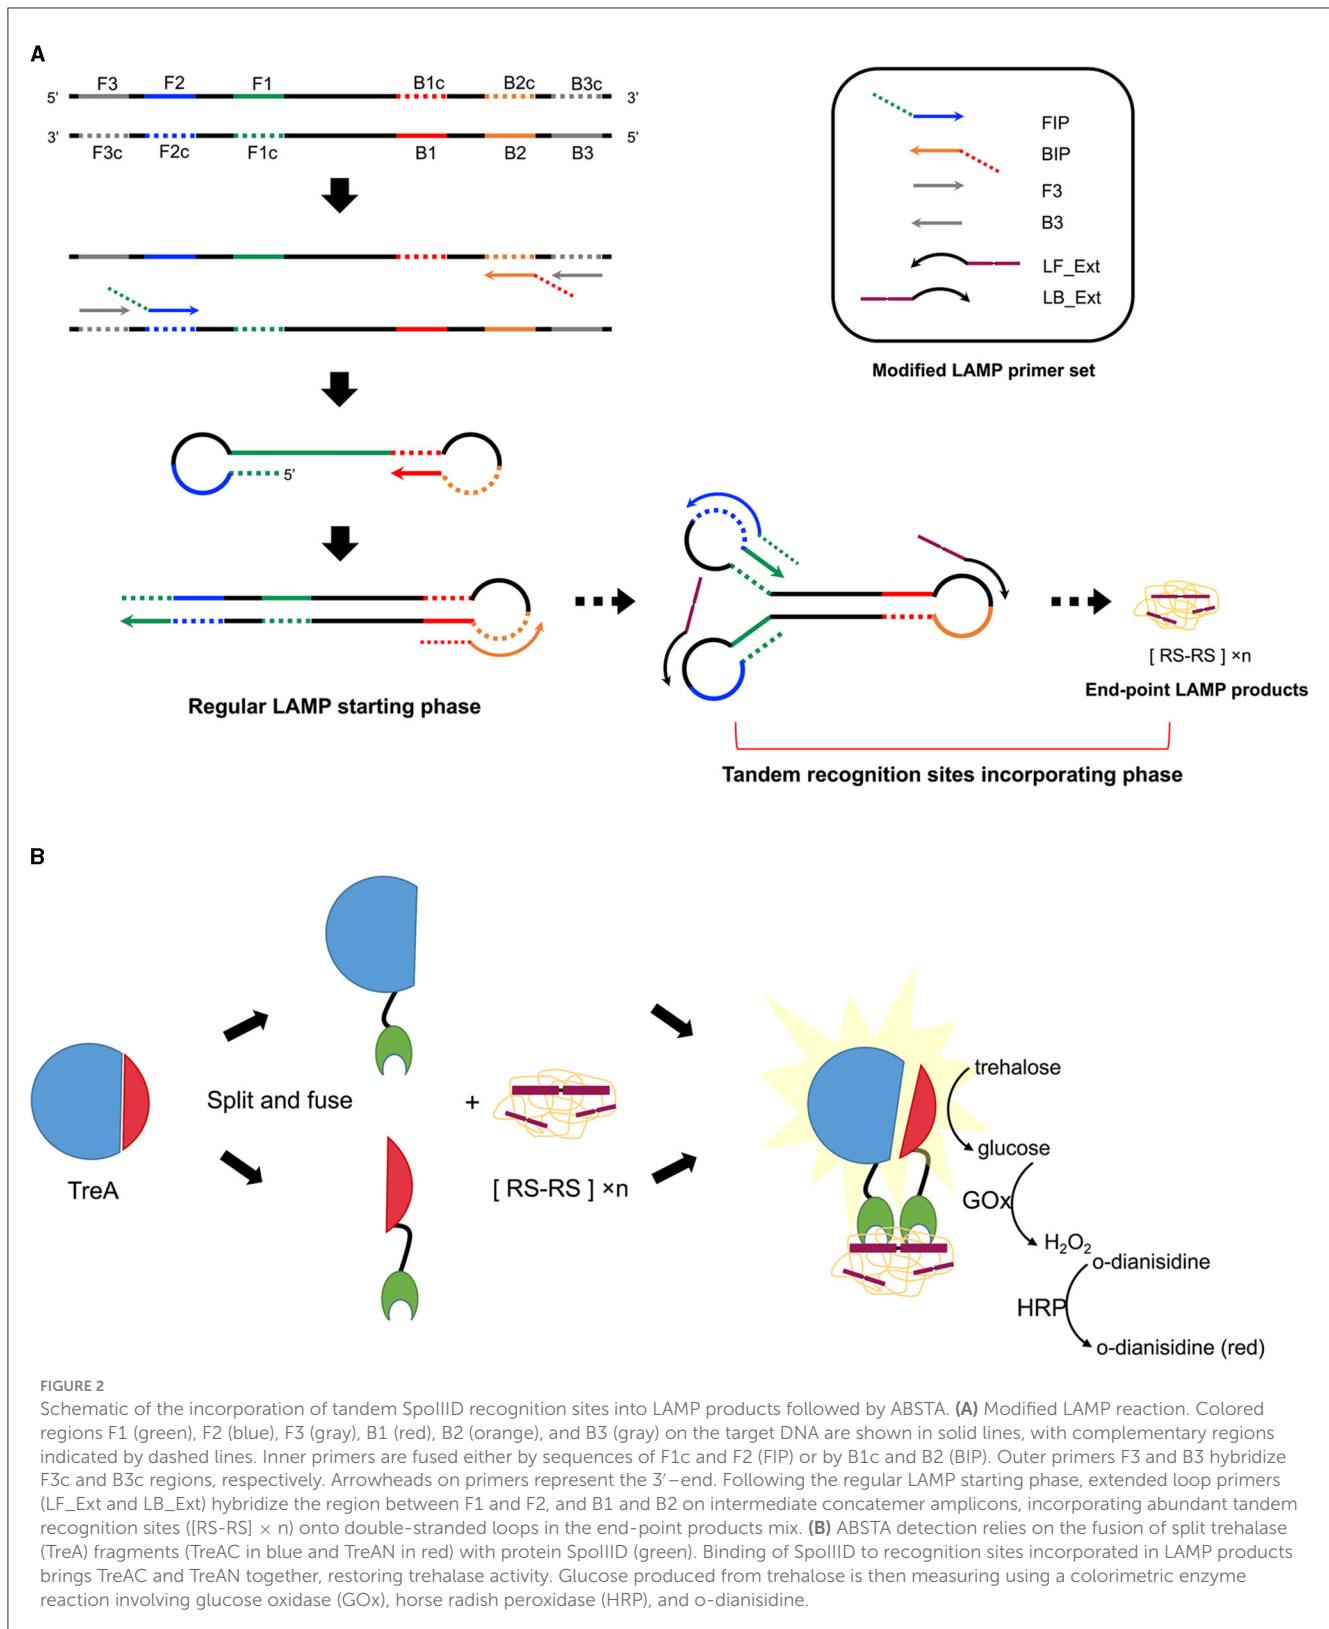 A
F3 F2 F1 B1c B2c B3c
5' 3'
3' 5'
F3c F2c F1c B1 B2 B3
FIP
BIP
F3
B3
LF_Ext
LB_Ext
Modified LAMP primer set
5'
[ RS-RS ] ×n
End-point LAMP products
Regular LAMP starting phase
Tandem recognition sites incorporating phase
B
TreA
Split and fuse
+
[ RS-RS ] ×n
trehalose
glucose
GOx
H₂O₂
o-dianisidine
HRP
o-dianisidine (red)
FIGURE 2
Schematic of the incorporation of tandem SpoIIID recognition sites into LAMP products followed by ABSTA. (A) Modified LAMP reaction. Colored
regions F1 (green), F2 (blue), F3 (gray), B1 (red), B2 (orange), and B3 (gray) on the target DNA are shown in solid lines, with complementary regions
indicated by dashed lines. Inner primers are fused either by sequences of F1c and F2 (FIP) or by B1c and B2 (BIP). Outer primers F3 and B3 hybridize
F3c and B3c regions, respectively. Arrowheads on primers represent the 3′–end. Following the regular LAMP starting phase, extended loop primers
(LF_Ext and LB_Ext) hybridize the region between F1 and F2, and B1 and B2 on intermediate concatemer amplicons, incorporating abundant tandem
recognition sites ([RS-RS] × n) onto double-stranded loops in the end-point products mix. (B) ABSTA detection relies on the fusion of split trehalase
(TreA) fragments (TreAC in blue and TreAN in red) with protein SpoIIID (green). Binding of SpoIIID to recognition sites incorporated in LAMP products
brings TreAC and TreAN together, restoring trehalase activity. Glucose produced from trehalose is then measuring using a colorimetric enzyme
reaction involving glucose oxidase (GOx), horse radish peroxidase (HRP), and o-dianisidine.